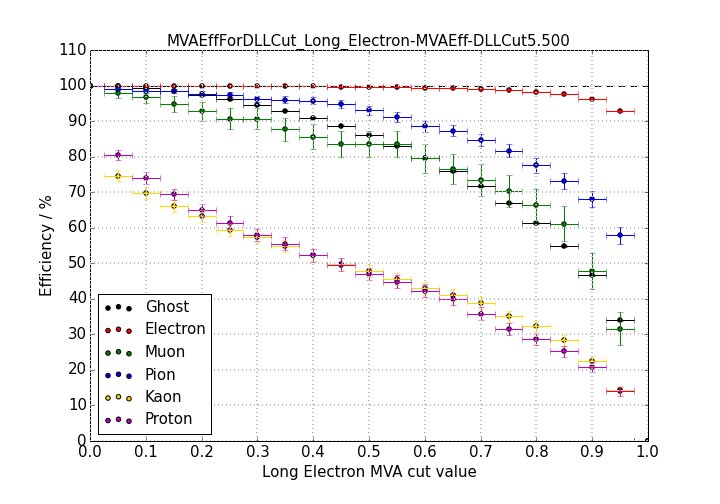 MVAEffForDLLCut_Long_Electron-MVAEff-DLLCut5.500
110
100
90
80
70
60
50
40
30
20
10
0
Efficiency / %
Ghost
Electron
Muon
Pion
Kaon
Proton
0.0 0.1 0.2 0.3 0.4 0.5 0.6 0.7 0.8 0.9 1.0
Long Electron MVA cut value